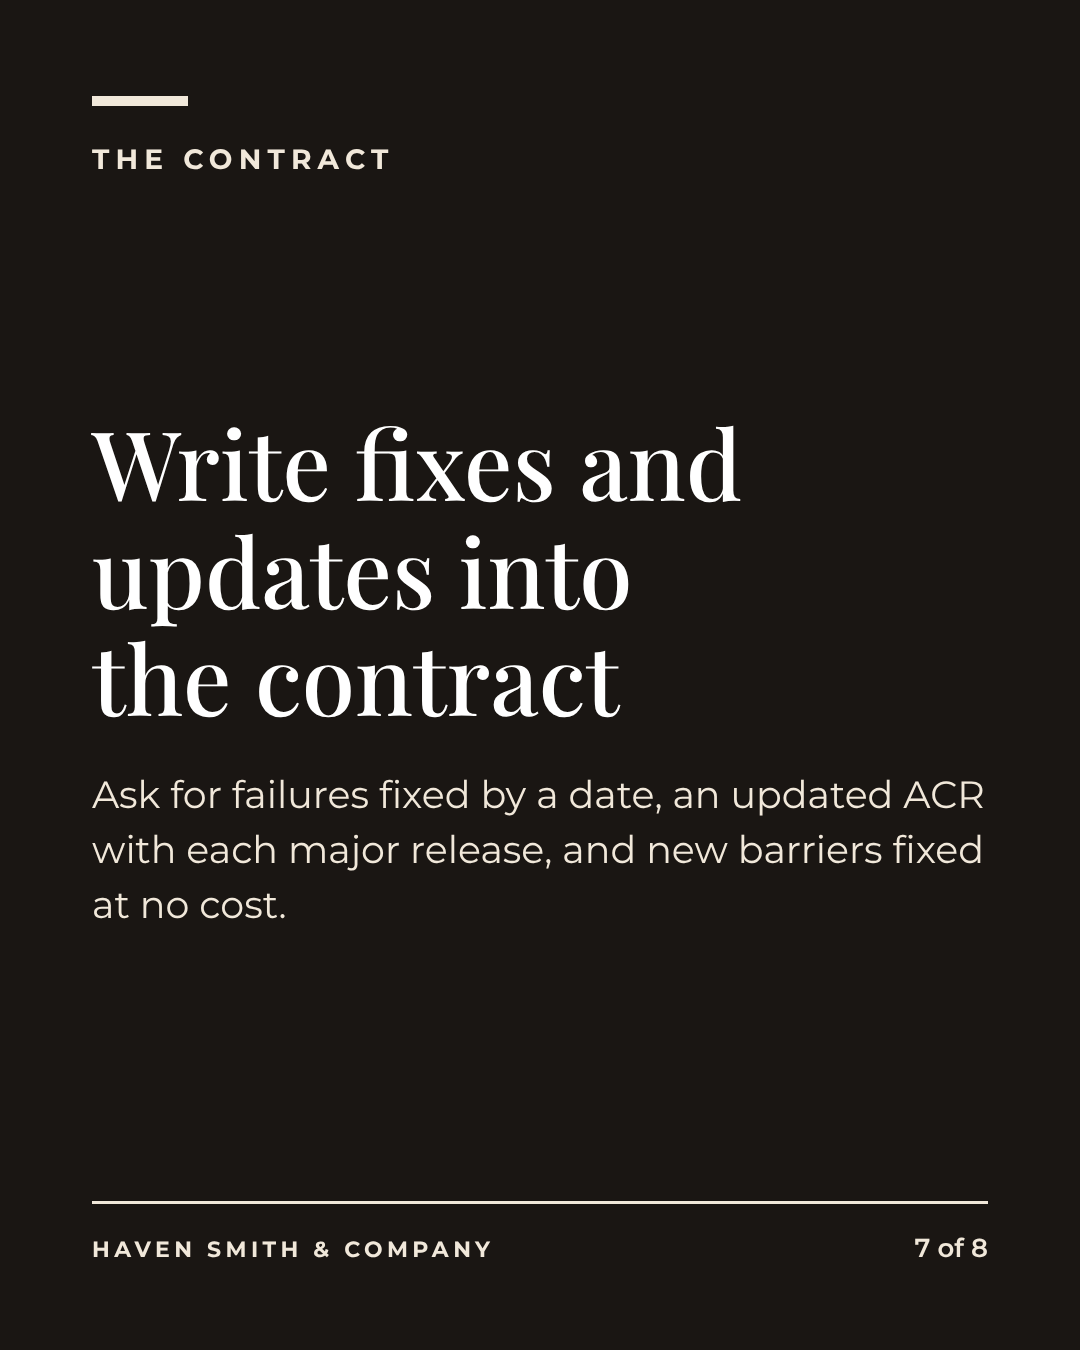 THE CONTRACT
Write fixes and
updates into
the contract
Ask for failures fixed by a date, an updated ACR
with each major release, and new barriers fixed
at no cost.
HAVEN SMITH & COMPANY
7 of 8